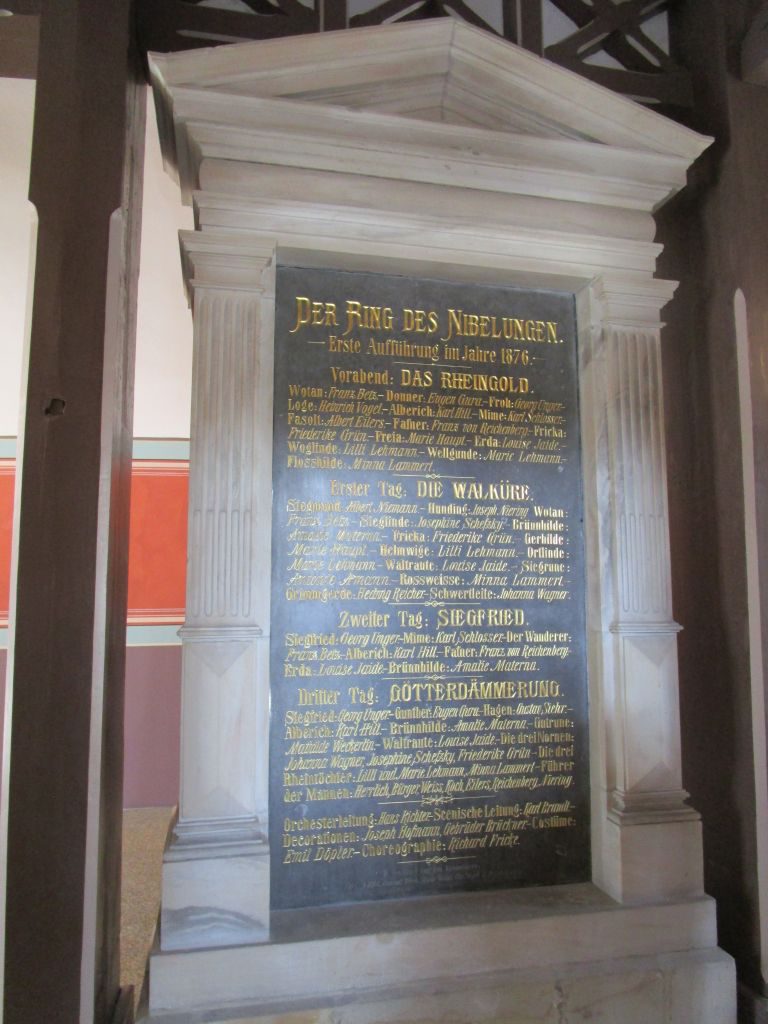 DER RING DES NIBELUNGEN.
Erste Aufführung im Jahre 1876.
Vorabend: DAS RHEINGOLD.
Wotan: Franz Betz.- Donner: Eugen Gura.- Froh: Georg Unger.-
Loge: Heinrich Vogel.- Alberich: Karl Hill.- Mime: Karl Schlosser.-
Fasolt: Albert Eilers.- Fafner: Franz von Reichenberg.- Fricka:
Friederike Grün.- Freia: Marie Haupt.- Erda: Louise Jaide.-
Woglinde: Lilli Lehmann.- Wellgunde: Marie Lehmann.-
Flosshilde: Minna Lammert.
Erster Tag: DIE WALKÜRE.
Siegmund: Albert Niemann.- Hunding: Joseph Niering Wotan:
Franz Betz.- Sieglinde: Josephine Schefsky.- Brünnhilde:
Amalie Materna.- Fricka: Friederike Grün.- Gerhilde:
Marie Haupt.- Helmwige: Lilli Lehmann.- Ortlinde:
Marie Lehmann.- Waltraute: Louise Jaide.- Siegrune:
Antonie Amann.- Rossweisse: Minna Lammert.-
Grimmgerde: Hedwig Reicher.- Schwertleite: Johanna Wagner.
Zweiter Tag: SIEGFRIED.
Siegfried: Georg Unger.- Mime: Karl Schlosser.- Der Wanderer:
Franz Betz.- Alberich: Karl Hill.- Fafner: Franz von Reichenberg.-
Erda: Louise Jaide.- Brünnhilde: Amalie Materna.
Dritter Tag: GÖTTERDÄMMERUNG.
Siegfried: Georg Unger.- Gunther: Eugen Gura.- Hagen: Gustav Siehr.-
Alberich: Karl Hill.- Brünnhilde: Amalie Materna.- Gutrune:
Mathilde Weckerlin.- Waltraute: Louise Jaide.- Die drei Nornen:
Johanna Wagner, Josephine Schefsky, Friederike Grün.- Die drei
Rheintöchter: Lilli und Marie Lehmann, Minna Lammert.- Führer
der Mannen: Herrlich, Bürger, Weiss, Koch, Eilers, Reichenberg, Niering.
Orchesterleitung: Hans Richter.- Scenische Leitung: Karl Brandt.-
Decorationen: Joseph Hofmann, Gebrüder Brückner.- Costüme:
Emil Döpler.- Choreographie: Richard Fricke.